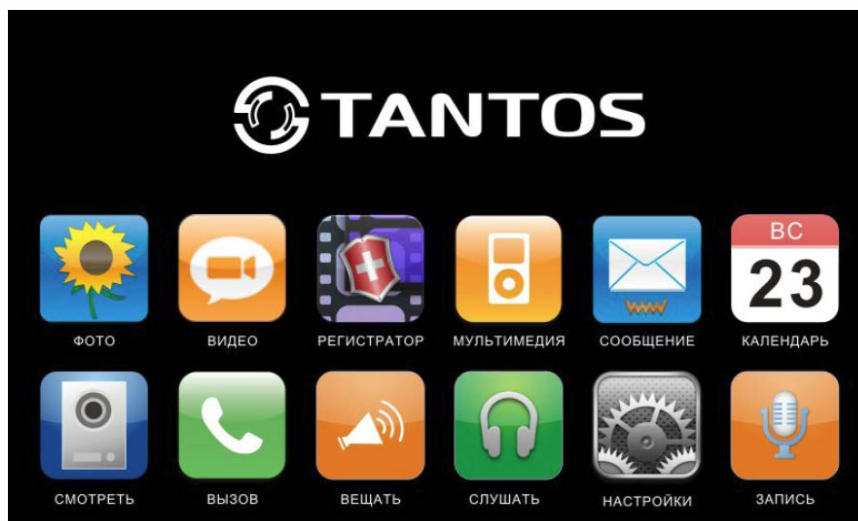 TANTOS
ВС
23
ФОТО ВИДЕО РЕГИСТРАТОР МУЛЬТИМЕДИЯ СООБЩЕНИЕ КАЛЕНДАРЬ
СМОТРЕТЬ ВЫЗОВ ВЕЩАТЬ СЛУШАТЬ НАСТРОЙКИ ЗАПИСЬ